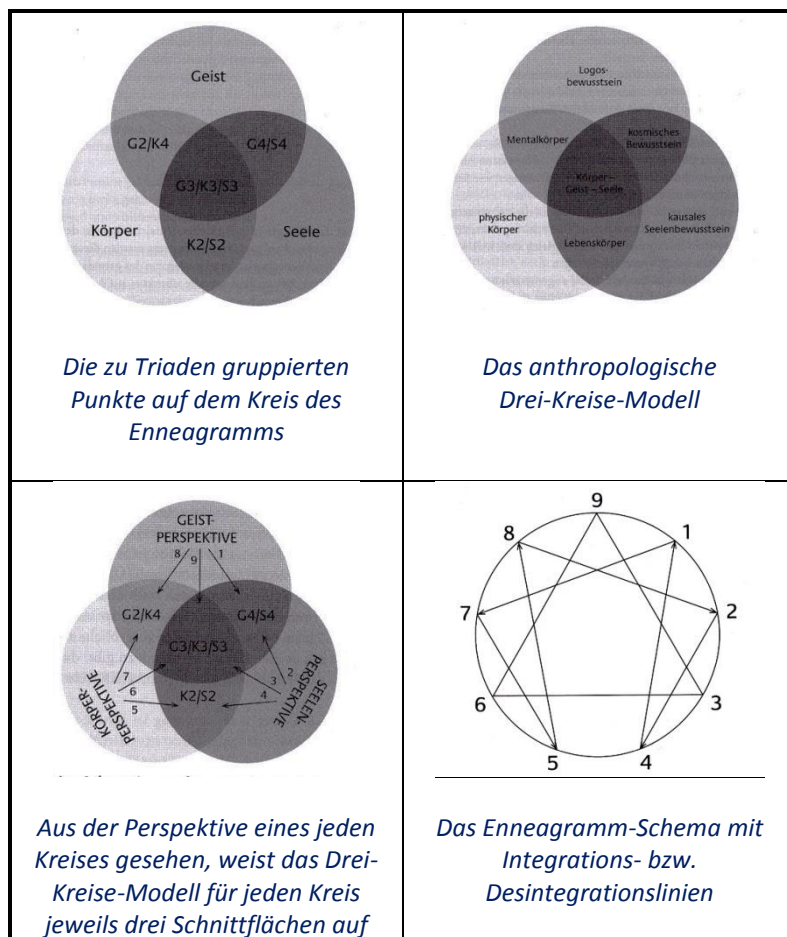 Geist
G2/K4
G4/S4
G3/K3/S3
Körper
K2/S2
Seele
Die zu Triaden gruppierten
Punkte auf dem Kreis des
Enneagramms
Logos-
bewusstsein
Mentalkörper
kosmisches
Bewusstsein
Körper–
Geist – Seele
physischer
Körper
kausales
Seelenbewusstsein
Lebenskörper
Das anthropologische
Drei-Kreise-Modell
GEIST-
PERSPEKTIVE
8 9 1
G2/K4
G4/S4
G3/K3/S3
7
6
5
KÖRPER-
PERSPEKTIVE
K2/S2
2
3
4
SEELEN-
PERSPEKTIVE
Aus der Perspektive eines jeden
Kreises gesehen, weist das Drei-
Kreise-Modell für jeden Kreis
jeweils drei Schnittflächen auf
9
8
1
7
2
6
3
5
4
Das Enneagramm-Schema mit
Integrations- bzw.
Desintegrationslinien